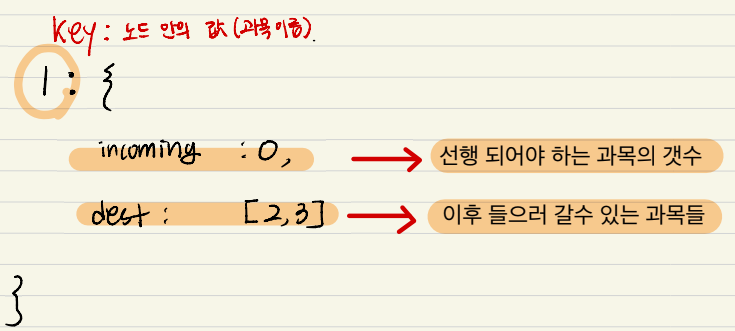 key : 노드 안의 값 (과목이름).
1 : {
incoming : 0, → 선행 되어야 하는 과목의 갯수
dest : [2,3] → 이후 들으러 갈수 있는 과목들
}